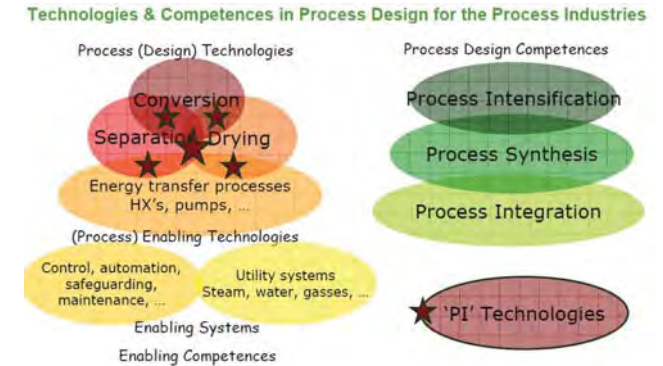 Technologies & Competences in Process Design for the Process Industries
Process (Design) Technologies
Conversion
Separation
Drying
Energy transfer processes
HX's, pumps, ...
(Process) Enabling Technologies
Control, automation,
safeguarding,
maintenance, ...
Utility systems
Steam, water, gasses, ...
Enabling Systems
Enabling Competences
Process Design Competences
Process Intensification
Process Synthesis
Process Integration
'PI' Technologies